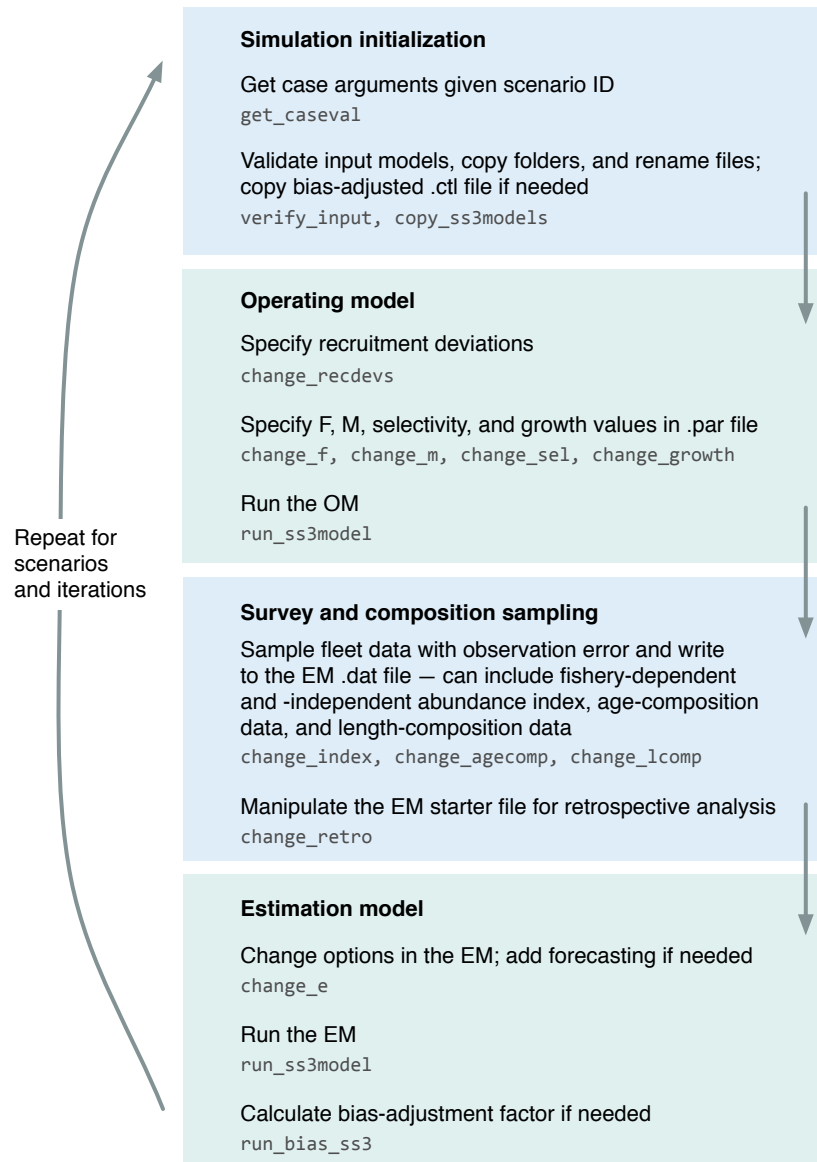 Simulation initialization
Get case arguments given scenario ID
get_caseval
Validate input models, copy folders, and rename files;
copy bias-adjusted .ctl file if needed
verify_input, copy_ss3models
Operating model
Specify recruitment deviations
change_recdevs
Specify F, M, selectivity, and growth values in .par file
change_f, change_m, change_sel, change_growth
Run the OM
run_ss3model
Repeat for
scenarios
and iterations
Survey and composition sampling
Sample fleet data with observation error and write
to the EM .dat file — can include fishery-dependent
and -independent abundance index, age-composition
data, and length-composition data
change_index, change_agecomp, change_lcomp
Manipulate the EM starter file for retrospective analysis
change_retro
Estimation model
Change options in the EM; add forecasting if needed
change_e
Run the EM
run_ss3model
Calculate bias-adjustment factor if needed
run_bias_ss3